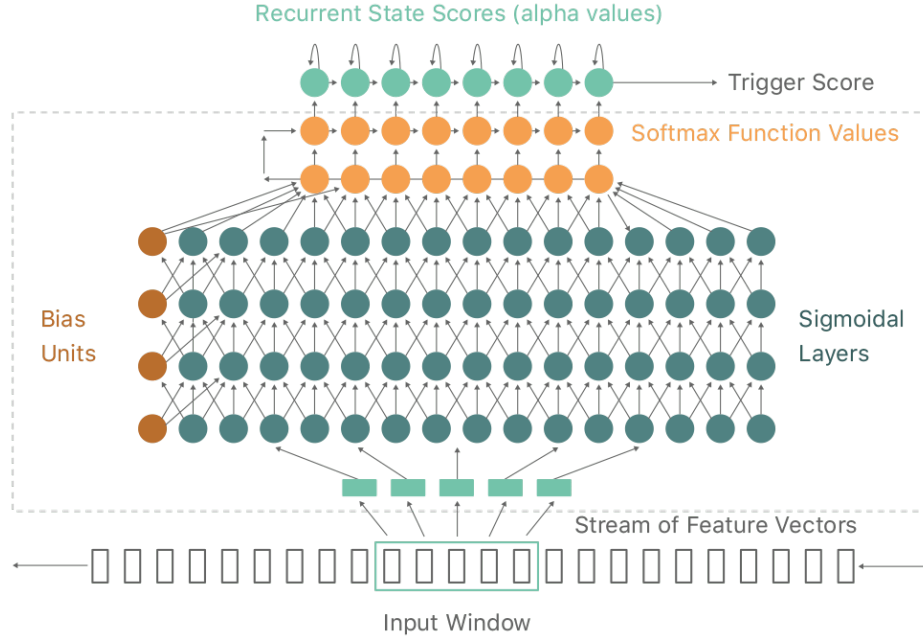 Recurrent State Scores (alpha values)
Trigger Score
Softmax Function Values
Bias
Units
Sigmoidal
Layers
Stream of Feature Vectors
Input Window